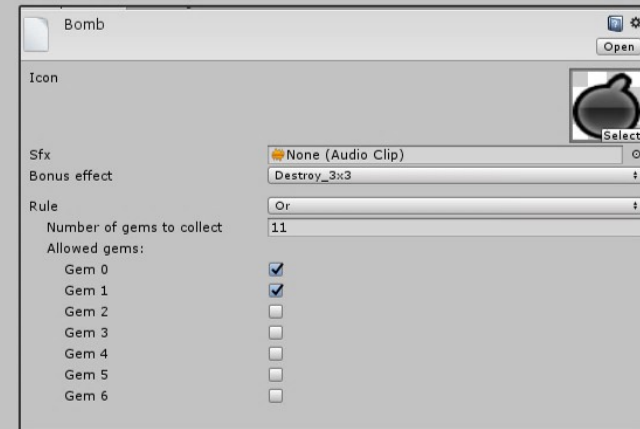 Bomb
Open
Icon
Select
Sfx None (Audio Clip)
Bonus effect Destroy_3x3
Rule Or
Number of gems to collect 11
Allowed gems:
Gem 0
Gem 1
Gem 2
Gem 3
Gem 4
Gem 5
Gem 6